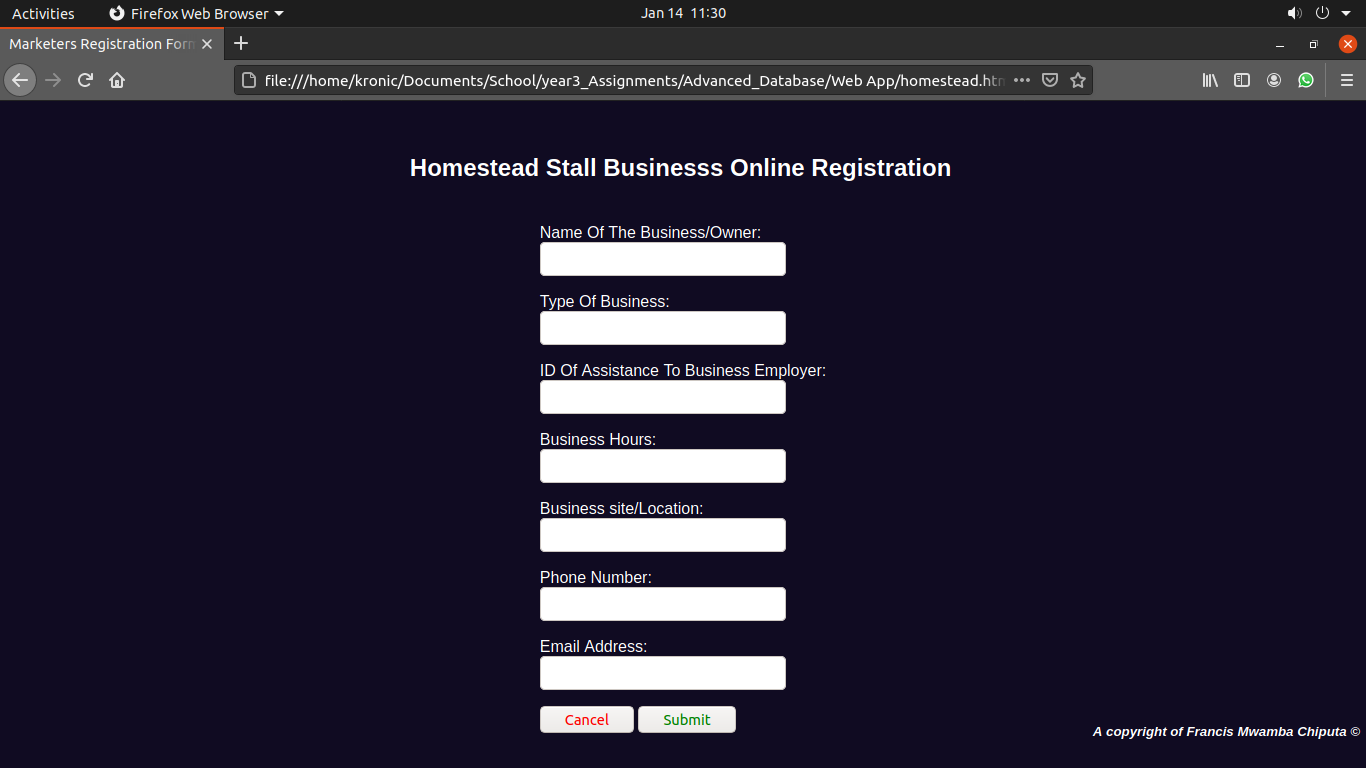 Activities Firefox Web Browser Jan 14 11:30
Marketers Registration Form
file:///home/kronic/Documents/School/year3_Assignments/Advanced_Database/Web App/homestead.htm
Homestead Stall Businesss Online Registration
Name Of The Business/Owner:
Type Of Business:
ID Of Assistance To Business Employer:
Business Hours:
Business site/Location:
Phone Number:
Email Address:
Cancel Submit
A copyright of Francis Mwamba Chiputa ©